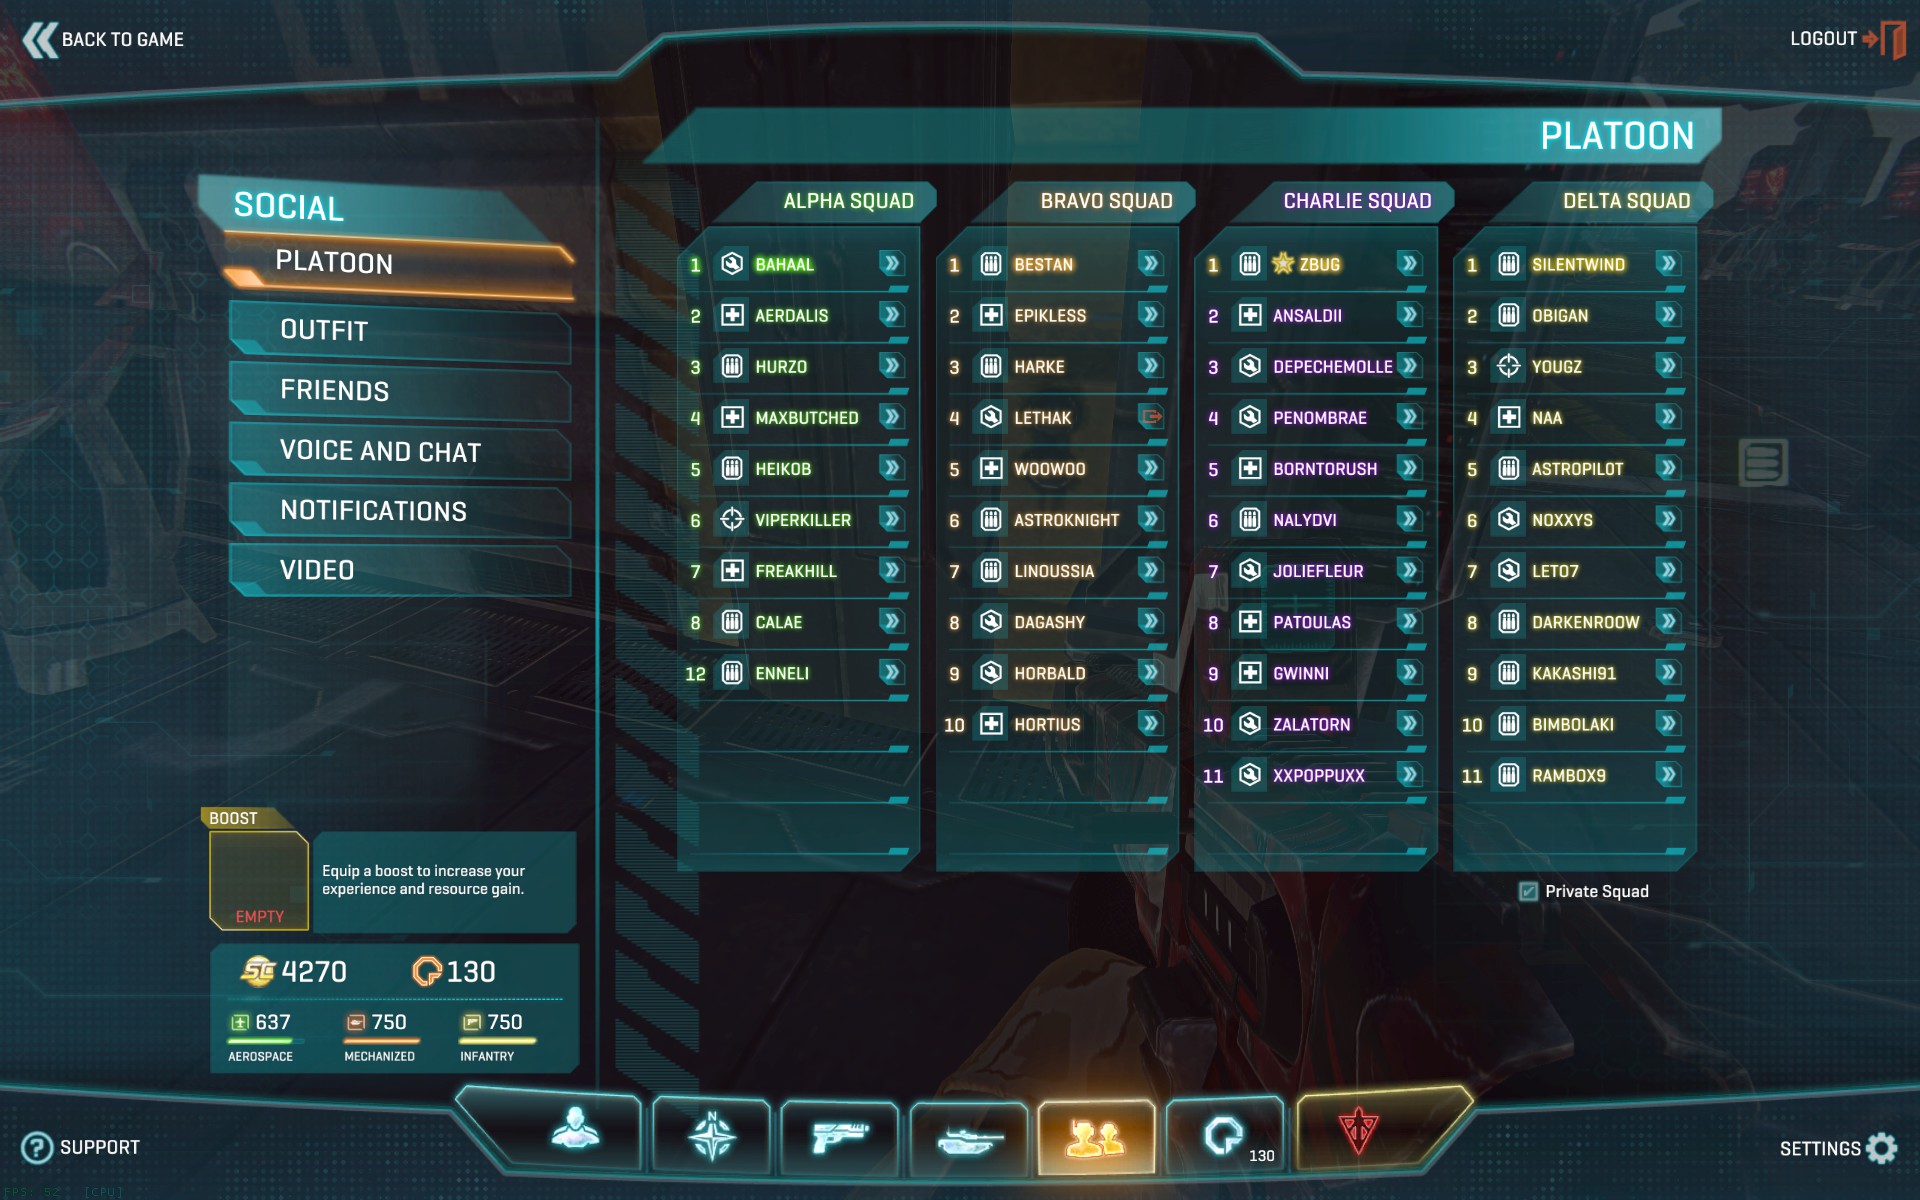 BACK TO GAME
LOGOUT
PLATOON
SOCIAL
PLATOON
OUTFIT
FRIENDS
VOICE AND CHAT
NOTIFICATIONS
VIDEO
ALPHA SQUAD
1 BAHAAL
2 AERDALIS
3 HURZO
4 MAXBUTCHED
5 HEIKOB
6 VIPERKILLER
7 FREAKHILL
8 CALAE
12 ENNELI
BRAVO SQUAD
1 BESTAN
2 EPIKLESS
3 HARKE
4 LETHAK
5 WOOWOO
6 ASTROKNIGHT
7 LINOUSSIA
8 DAGASHY
9 HORBALD
10 HORTIUS
CHARLIE SQUAD
1 ZBUG
2 ANSALDII
3 DEPECHEMOLLE
4 PENOMBRAE
5 BORNTORUSH
6 NALYDVI
7 JOLIEFLEUR
8 PATOULAS
9 GWINNI
10 ZALATORN
11 XXPOPPUXX
DELTA SQUAD
1 SILENTWIND
2 OBIGAN
3 YOUGZ
4 NAA
5 ASTROPILOT
6 NOXXYS
7 LETO7
8 DARKENROOW
9 KAKASHI91
10 BIMBOLAKI
11 RAMBOX9
Private Squad
BOOST
EMPTY
Equip a boost to increase your
experience and resource gain.
SC 4270 130
637 750 750
AEROSPACE MECHANIZED INFANTRY
N
130
SUPPORT
SETTINGS
FPS: 52 [CPU]